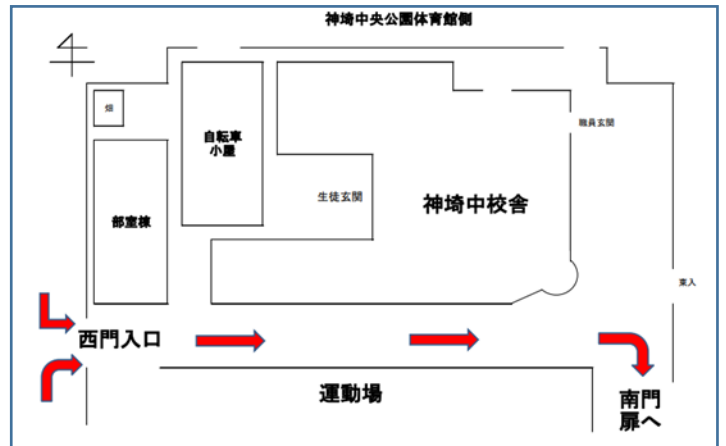 神埼中央公園体育館側
畑
自転車
小屋
職員玄関
生徒玄関
神埼中校舎
部室棟
東入
西門入口
運動場
南門
扉へ